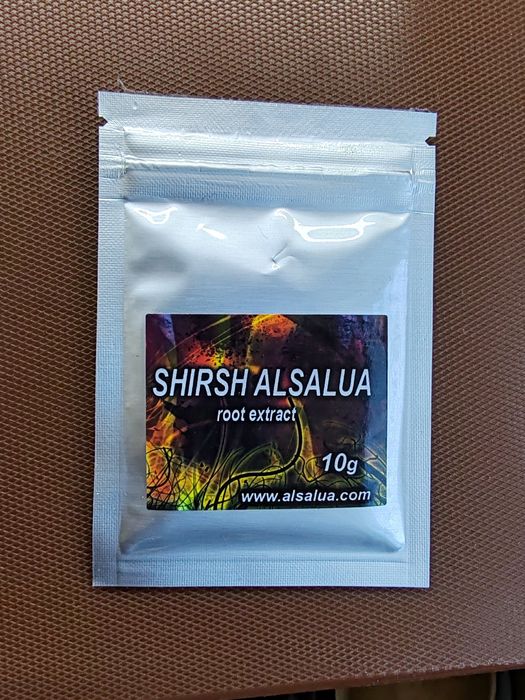 SHIRSH ALSALUA
root extract
10g
www.alsalua.com